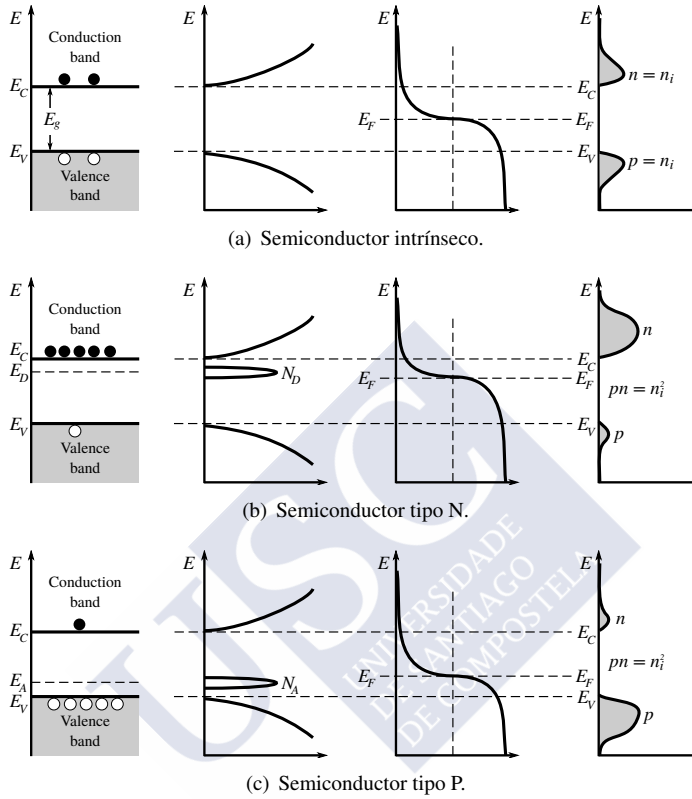 E
E
E
E
Conduction
band
E_C
E_g
E_V
Valence
band
E_F
E_C
E_F
E_V
n = n_i
p = n_i
(a) Semiconductor intrínseco.
E
E
E
E
Conduction
band
E_C
E_D
E_V
Valence
band
N_D
E_F
E_C
E_F
E_V
n
pn = n_i^2
p
(b) Semiconductor tipo N.
E
E
E
E
Conduction
band
E_C
E_A
E_V
Valence
band
N_A
E_F
E_C
E_F
E_V
n
pn = n_i^2
p
(c) Semiconductor tipo P.
USC
UNIVERSIDADE
DE SANTIAGO
DE COMPOSTELA